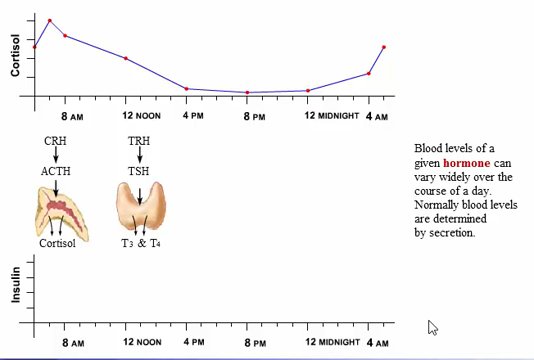 Cortisol
8 AM 12 NOON 4 PM 8 PM 12 MIDNIGHT 4 AM
CRH TRH
ACTH TSH
Cortisol T3 & T4
Blood levels of a
given hormone can
vary widely over the
course of a day.
Normally blood levels
are determined
by secretion.
Insulin
8 AM 12 NOON 4 PM 8 PM 12 MIDNIGHT 4 AM